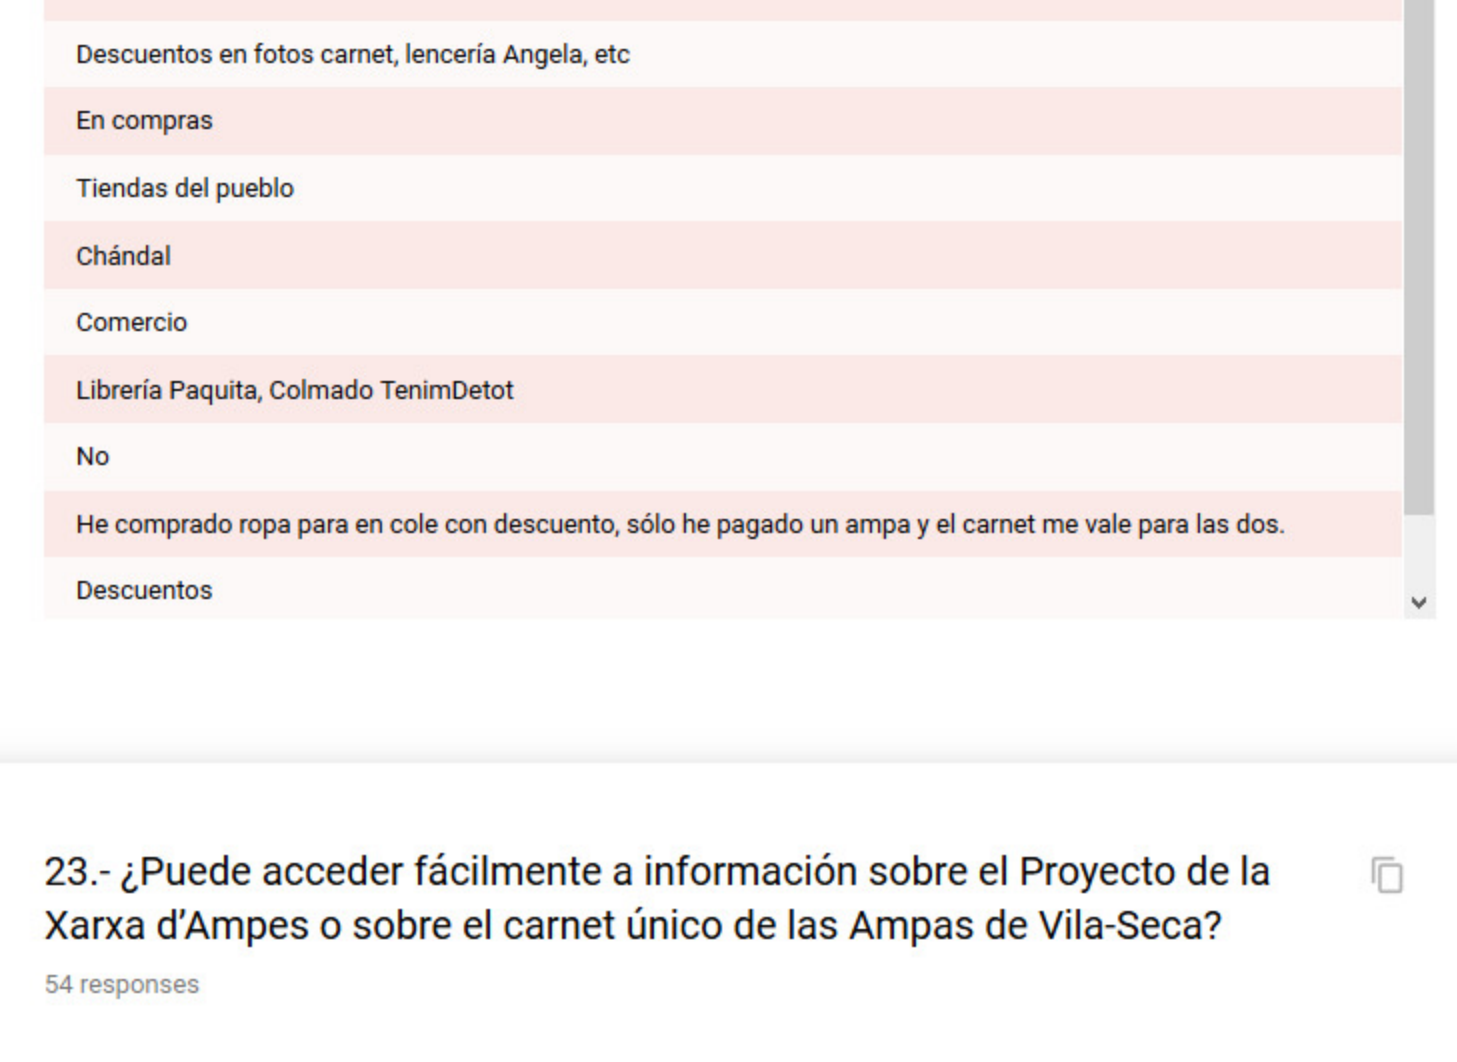 Descuentos en fotos carnet, lencería Angela, etc
En compras
Tiendas del pueblo
Chándal
Comercio
Librería Paquita, Colmado TenimDetot
No
He comprado ropa para en cole con descuento, sólo he pagado un ampa y el carnet me vale para las dos.
Descuentos
23.- ¿Puede acceder fácilmente a información sobre el Proyecto de la
Xarxa d’Ampes o sobre el carnet único de las Ampas de Vila-Seca?
54 responses